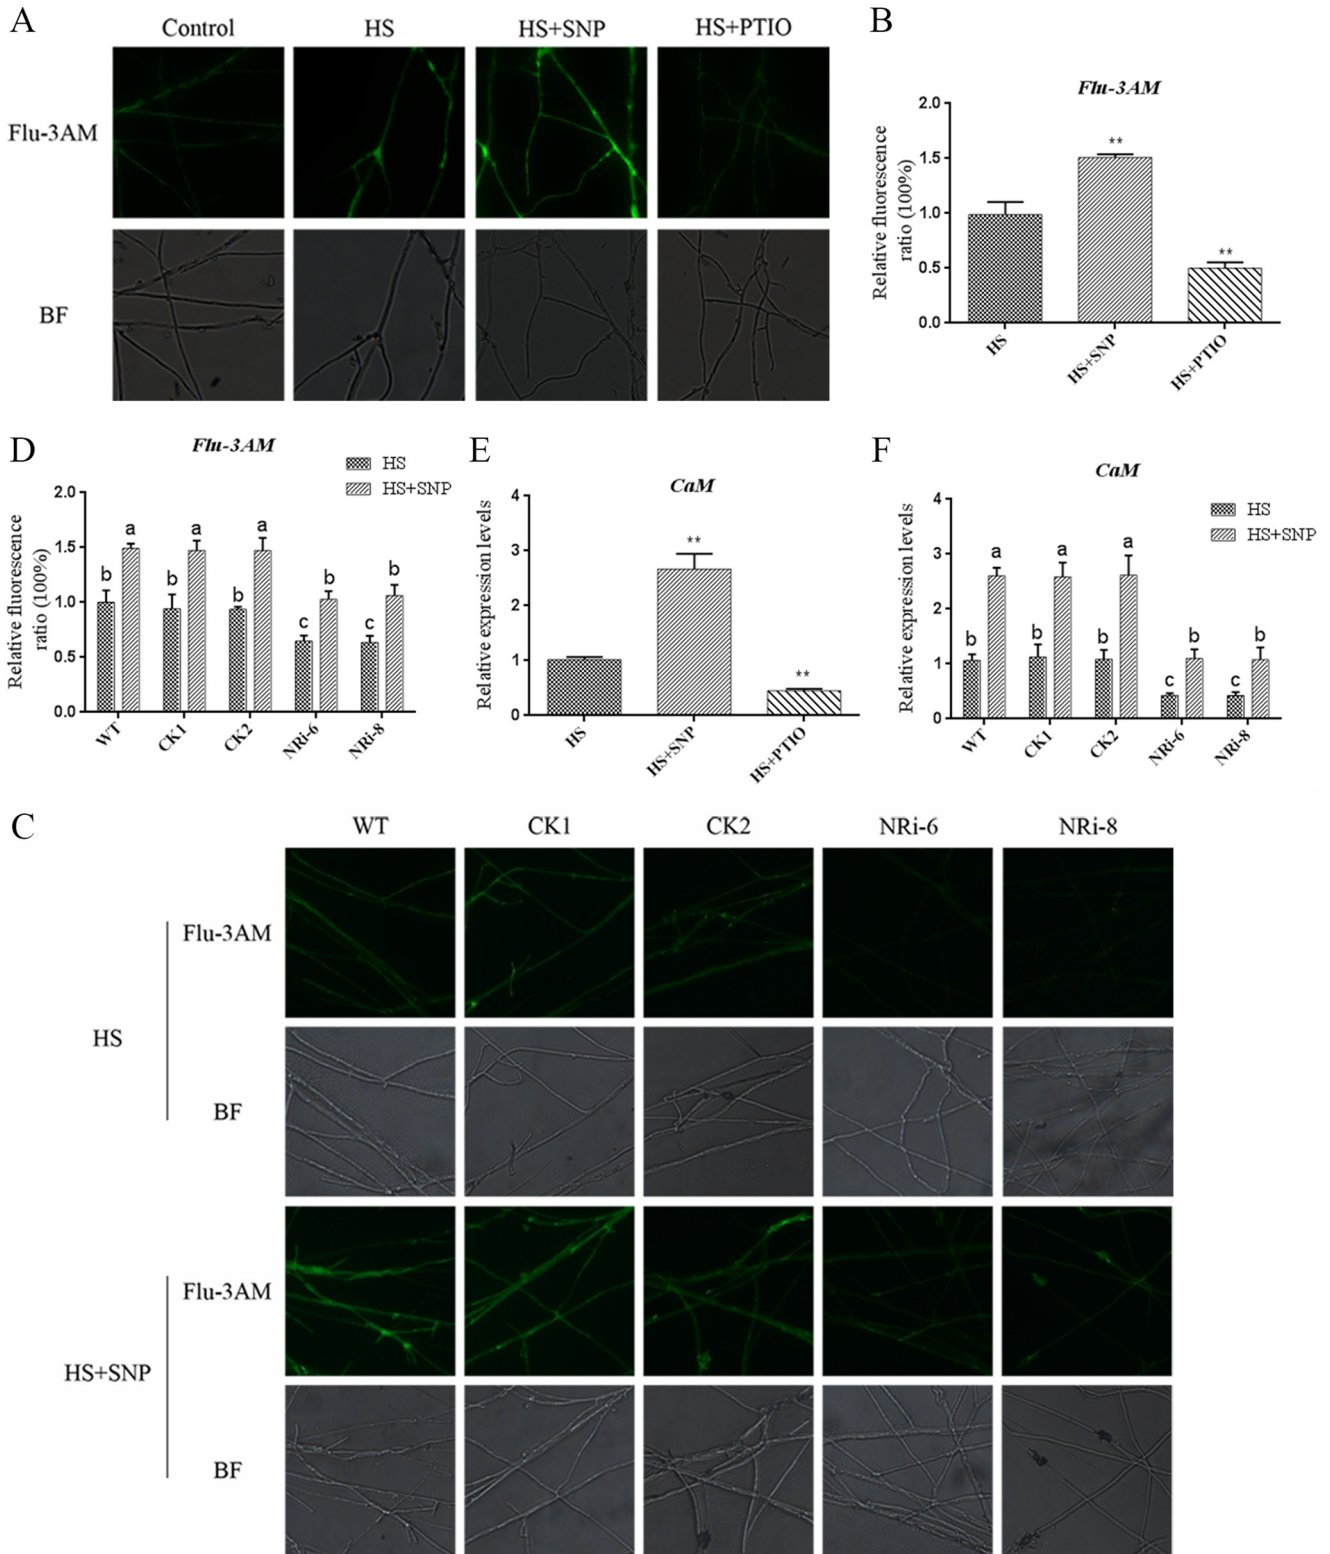 A
Control
HS
HS+SNP
HS+PTIO
Flu-3AM
BF
B
Flu-3AM
Relative fluorescence
ratio (100%)
2.0
1.5
1.0
0.5
0.0
**
**
HS
HS+SNP
HS+PTIO
D
Flu-3AM
HS
HS+SNP
Relative fluorescence
ratio (100%)
2.0
1.5
1.0
0.5
0.0
b
a
b
a
b
a
c
b
c
b
WT
CK1
CK2
NRi-6
NRi-8
E
CaM
Relative expression levels
4
3
2
1
0
**
**
HS
HS+SNP
HS+PTIO
F
CaM
HS
HS+SNP
Relative expression levels
4
3
2
1
0
b
a
b
a
b
a
c
b
c
b
WT
CK1
CK2
NRi-6
NRi-8
C
WT
CK1
CK2
NRi-6
NRi-8
HS
Flu-3AM
BF
HS+SNP
Flu-3AM
BF